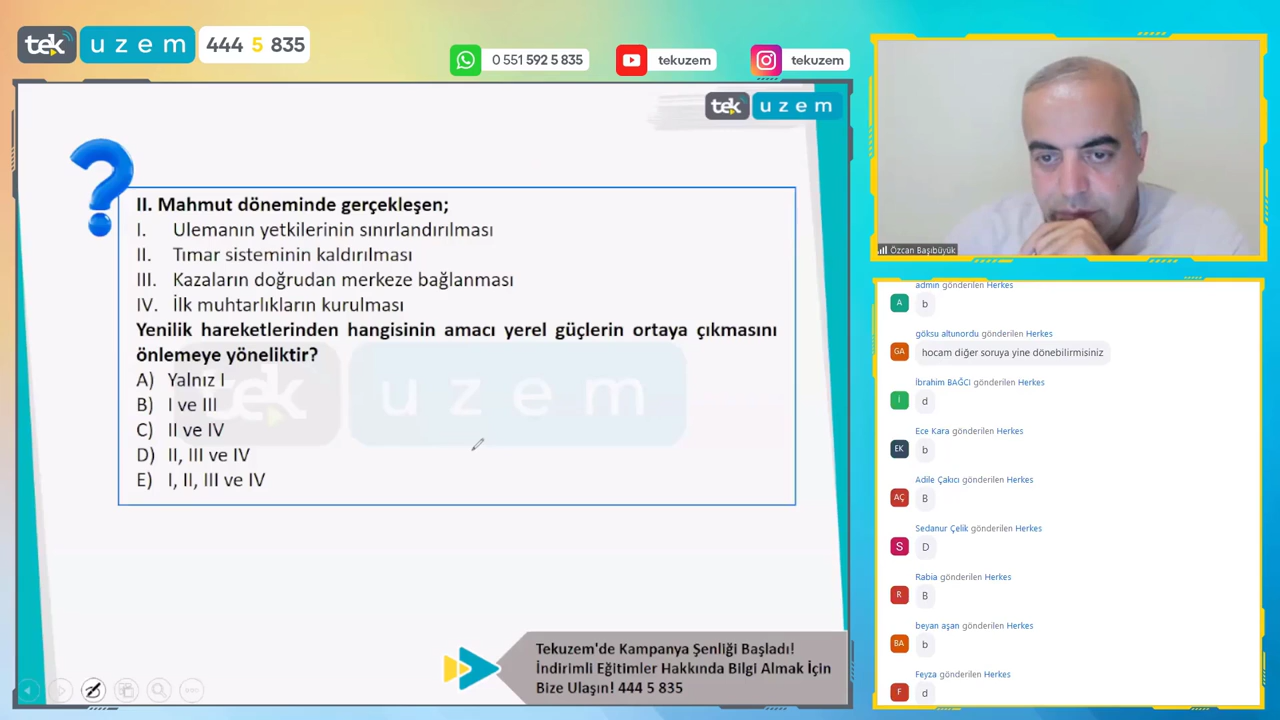 tek uzem 444 5 835
0 551 592 5 835
tekuzem
tekuzem
tek uzem
II. Mahmut döneminde gerçekleşen;
I. Ulemanın yetkilerinin sınırlandırılması
II. Tımar sisteminin kaldırılması
III. Kazaların doğrudan merkeze bağlanması
IV. İlk muhtarlıkların kurulması
Yenilik hareketlerinden hangisinin amacı yerel güçlerin ortaya çıkmasını
önlemeye yöneliktir?
A) Yalnız I
B) I ve III
C) II ve IV
D) II, III ve IV
E) I, II, III ve IV
tek uzem
Tekuzem'de Kampanya Şenliği Başladı!
İndirimli Eğitimler Hakkında Bilgi Almak İçin
Bize Ulaşın! 444 5 835
Özcan Başıbüyük
admin gönderilen Herkes
A b
göksu altunordu gönderilen Herkes
GA hocam diğer soruya yine dönebilirmisiniz
İbrahim BAĞCI gönderilen Herkes
İ d
Ece Kara gönderilen Herkes
EK b
Adile Çakıcı gönderilen Herkes
AÇ B
Sedanur Çelik gönderilen Herkes
S D
Rabia gönderilen Herkes
R B
beyan aşan gönderilen Herkes
BA b
Feyza gönderilen Herkes
F d